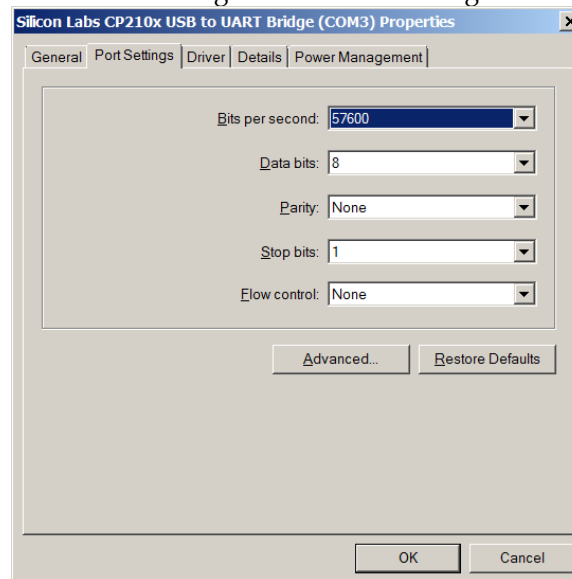 Silicon Labs CP210x USB to UART Bridge (COM3) Properties
General Port Settings Driver Details Power Management
Bits per second: 57600
Data bits: 8
Parity: None
Stop bits: 1
Flow control: None
Advanced... Restore Defaults
OK Cancel